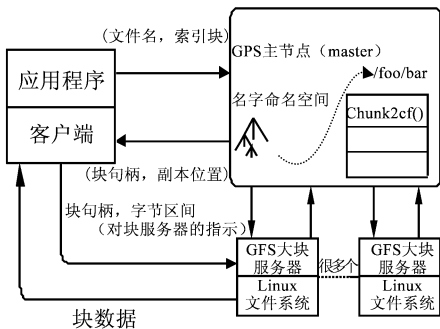 (文件名，索引块)
应用程序
客户端
GPS主节点（master）
/foo/bar
名字命名空间
Chunk2cf()
(块句柄，副本位置)
块句柄，字节区间
（对块服务器的指示）
GFS大块
服务器
Linux
文件系统
很多个
GFS大块
服务器
Linux
文件系统
块数据